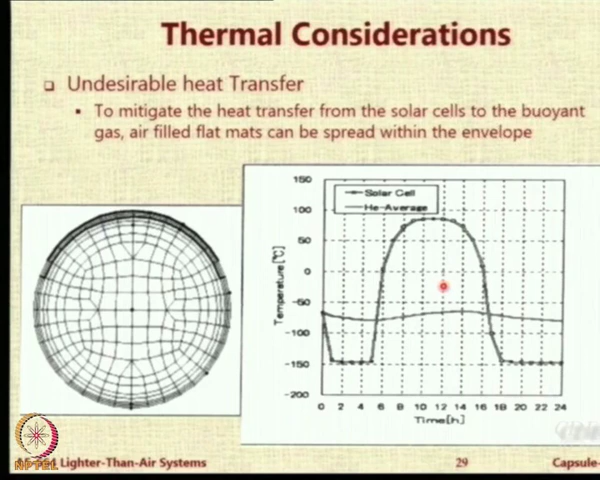 Thermal Considerations
Undesirable heat Transfer
To mitigate the heat transfer from the solar cells to the buoyant
gas, air filled flat mats can be spread within the envelope
150
100
50
0
-50
-100
-150
-200
Temperature[℃]
Solar Cell
He-Average
0 2 4 6 8 10 12 14 16 18 20 22 24
Time[h]
NPTEL
Lighter-Than-Air Systems
29
Capsule-